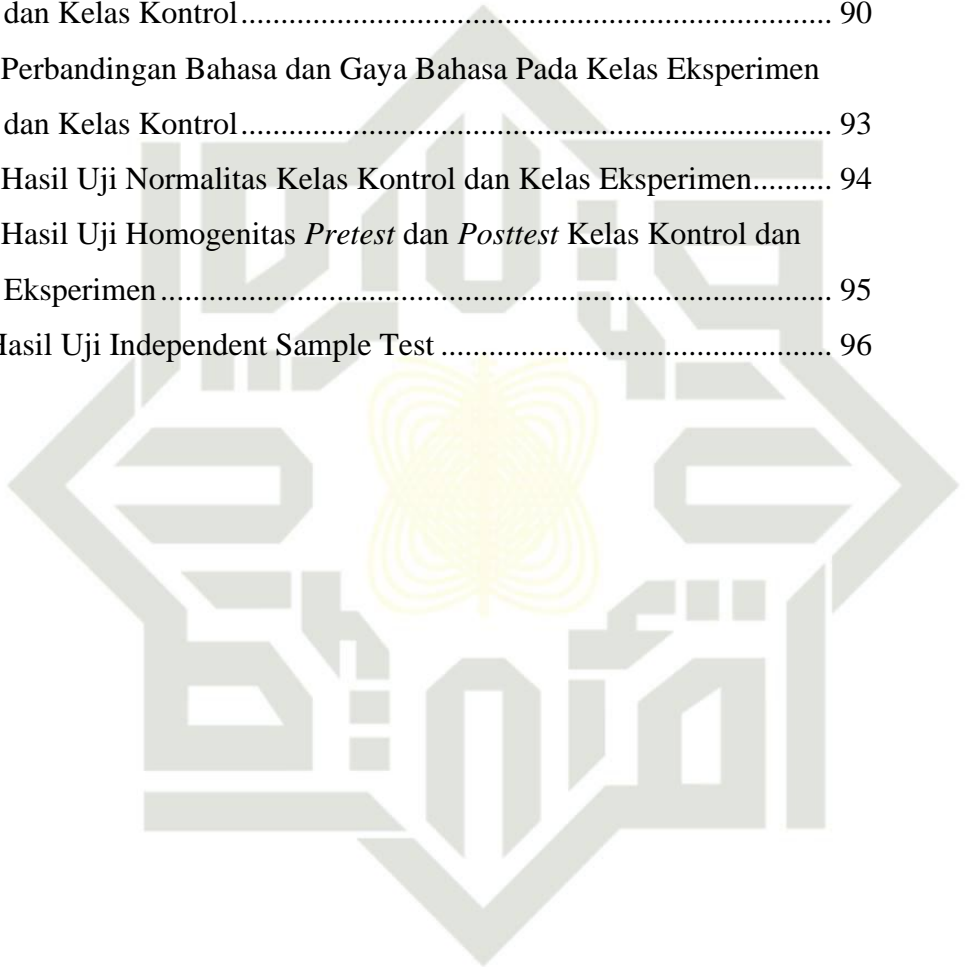 dan Kelas Kontrol.......................................................................... 90
Perbandingan Bahasa dan Gaya Bahasa Pada Kelas Eksperimen
dan Kelas Kontrol.......................................................................... 93
Hasil Uji Normalitas Kelas Kontrol dan Kelas Eksperimen.......... 94
Hasil Uji Homogenitas Pretest dan Posttest Kelas Kontrol dan
Eksperimen.................................................................................... 95
Hasil Uji Independent Sample Test ................................................ 96